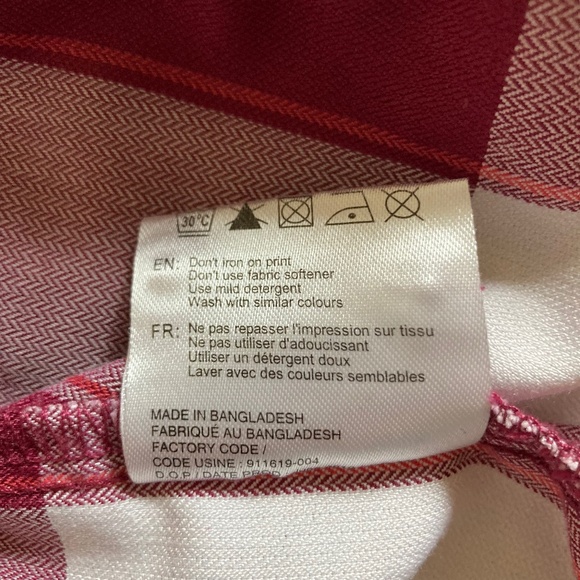 30°C
EN: Don't iron on print
Don't use fabric softener
Use mild detergent
Wash with similar colours
FR: Ne pas repasser l'impression sur tissu
Ne pas utiliser d'adoucissant
Utiliser un détergent doux
Laver avec des couleurs semblables
MADE IN BANGLADESH
FABRIQUÉ AU BANGLADESH
FACTORY CODE /
CODE USINE : 911619-004
D.O.P / DATE PROD